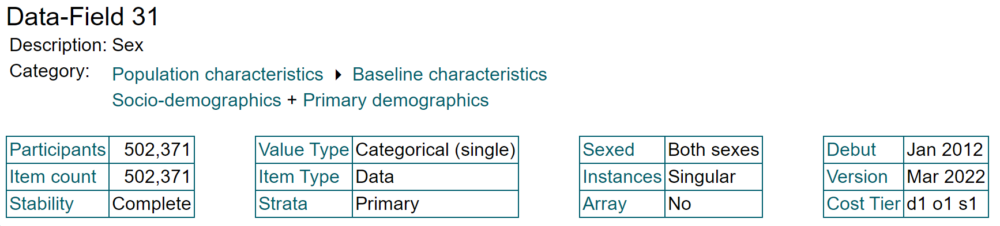 Data-Field 31
Description: Sex
Category: Population characteristics ▶ Baseline characteristics
Socio-demographics + Primary demographics
Participants 502,371 Value Type Categorical (single) Sexed Both sexes Debut Jan 2012
Item count 502,371 Item Type Data Instances Singular Version Mar 2022
Stability Complete Strata Primary Array No Cost Tier d1 o1 s1